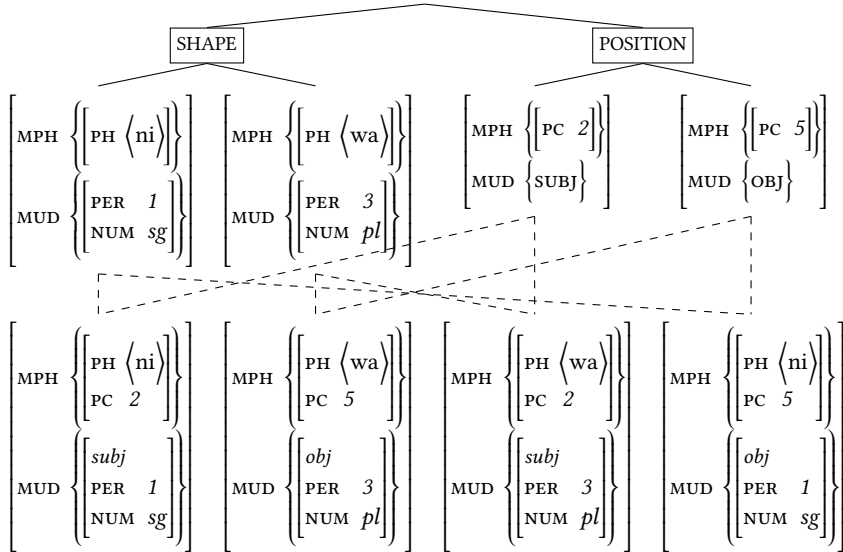 SHAPE POSITION
MPH {[PH ⟨ni⟩]} MPH {[PH ⟨wa⟩]} MPH {[PC 2]} MPH {[PC 5]}
MUD {SUBJ} MUD {OBJ}
MUD {[PER 1 MUD {[PER 3
NUM sg]} NUM pl]}
MPH {[PH ⟨ni⟩ MPH {[PH ⟨wa⟩ MPH {[PH ⟨wa⟩ MPH {[PH ⟨ni⟩
PC 2]} PC 5]} PC 2]} PC 5]}
subj obj subj obj
MUD {[PER 1 MUD {[PER 3 MUD {[PER 3 MUD {[PER 1
NUM sg]} NUM pl]} NUM pl]} NUM sg]}